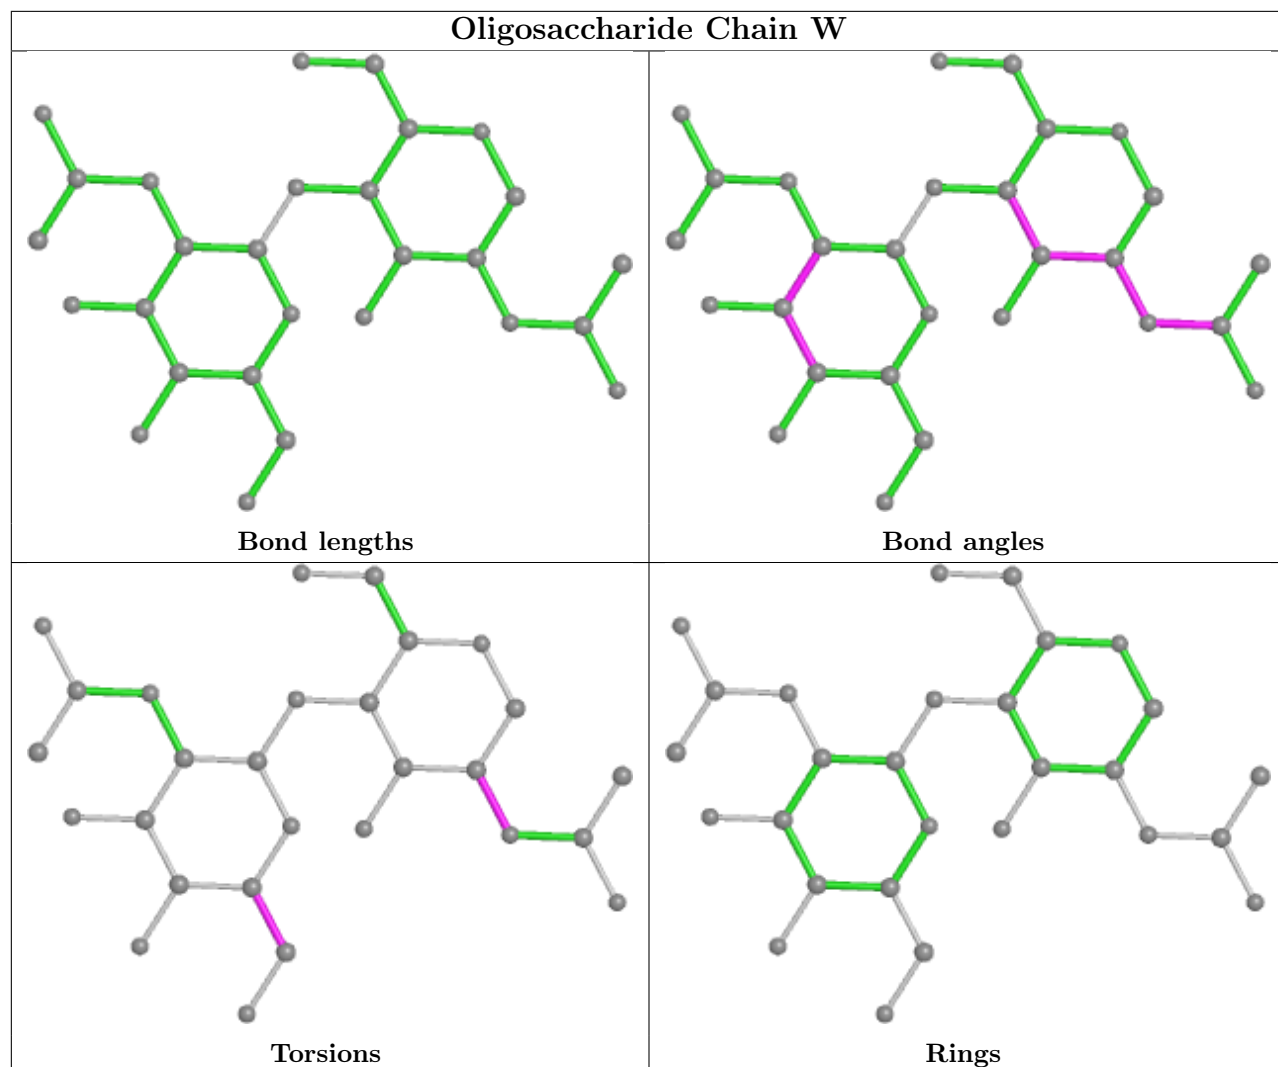 Oligosaccharide Chain W
Bond lengths
Bond angles
Torsions
Rings